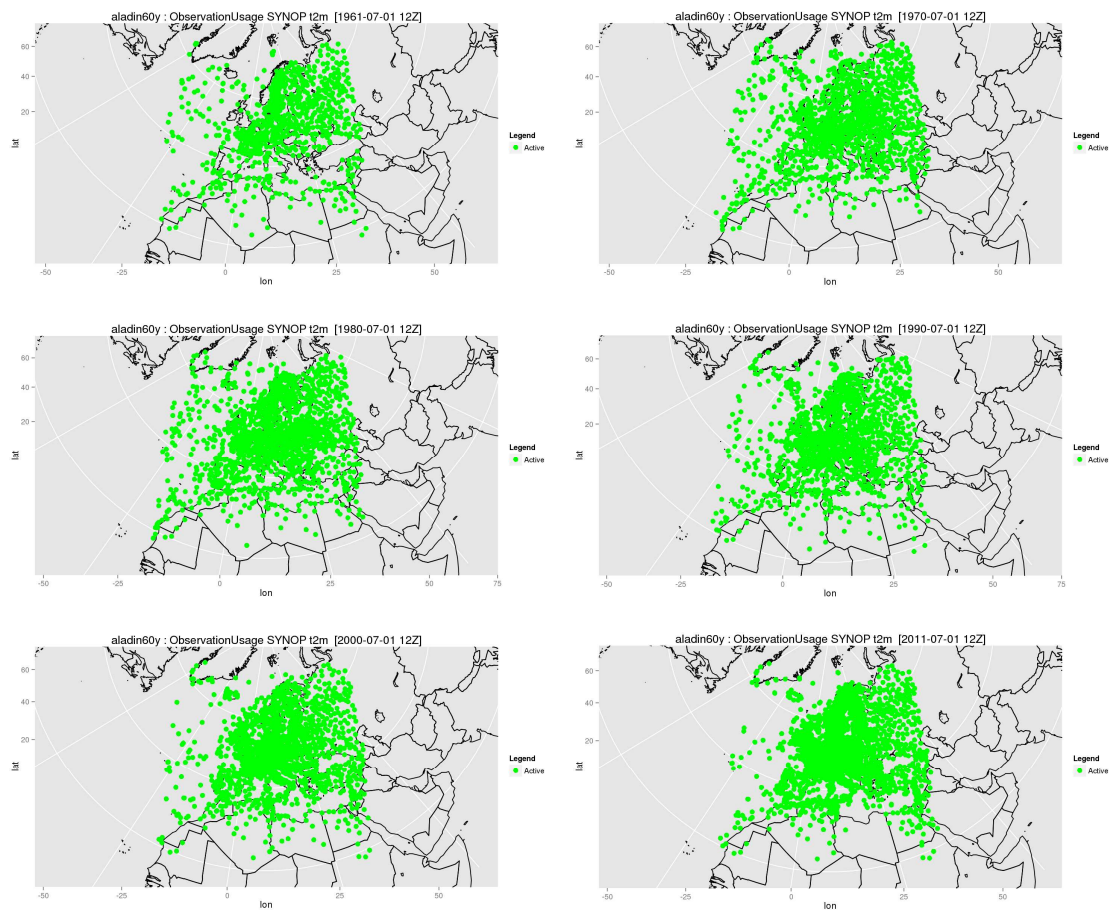 aladin60y : ObservationUsage SYNOP t2m [1961-07-01 12Z]
60
40
20
lat
-50
-25
0
25
50
lon
Legend
Active
aladin60y : ObservationUsage SYNOP t2m [1970-07-01 12Z]
60
40
20
lat
-50
-25
0
25
50
lon
Legend
Active
aladin60y : ObservationUsage SYNOP t2m [1980-07-01 12Z]
60
40
20
lat
-50
-25
0
25
50
75
lon
Legend
Active
aladin60y : ObservationUsage SYNOP t2m [1990-07-01 12Z]
60
40
20
lat
-50
-25
0
25
50
75
lon
Legend
Active
aladin60y : ObservationUsage SYNOP t2m [2000-07-01 12Z]
60
40
20
lat
-50
-25
0
25
50
lon
Legend
Active
aladin60y : ObservationUsage SYNOP t2m [2011-07-01 12Z]
60
40
20
lat
-50
-25
0
25
50
lon
Legend
Active